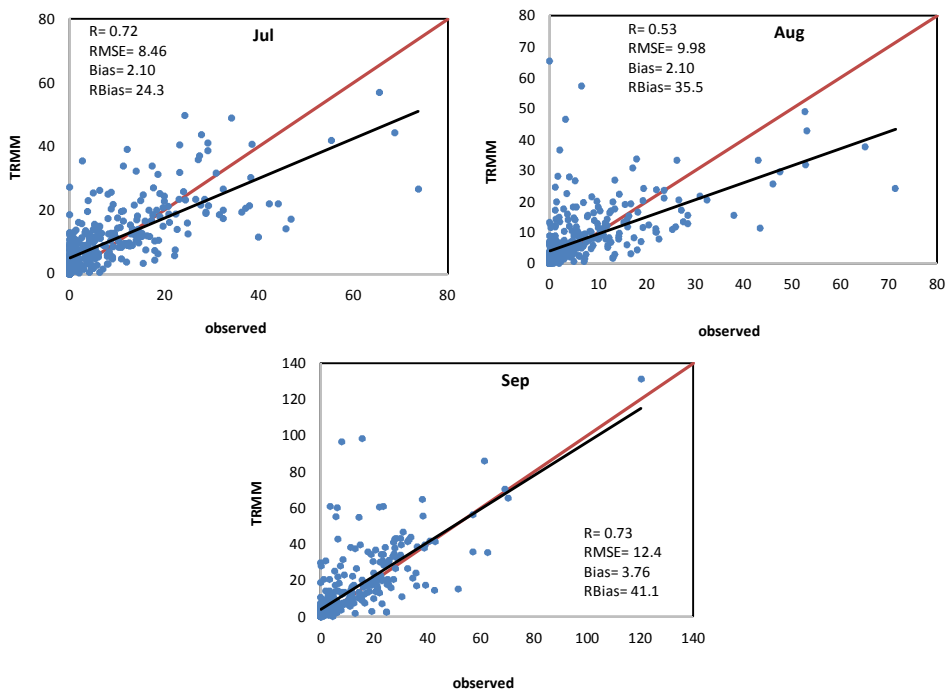 Jul
R= 0.72
RMSE= 8.46
Bias= 2.10
RBias= 24.3
TRMM
80
60
40
20
0
0 20 40 60 80
observed
Aug
R= 0.53
RMSE= 9.98
Bias= 2.10
RBias= 35.5
TRMM
80
70
60
50
40
30
20
10
0
0 10 20 30 40 50 60 70 80
observed
Sep
R= 0.73
RMSE= 12.4
Bias= 3.76
RBias= 41.1
TRMM
140
120
100
80
60
40
20
0
0 20 40 60 80 100 120 140
observed